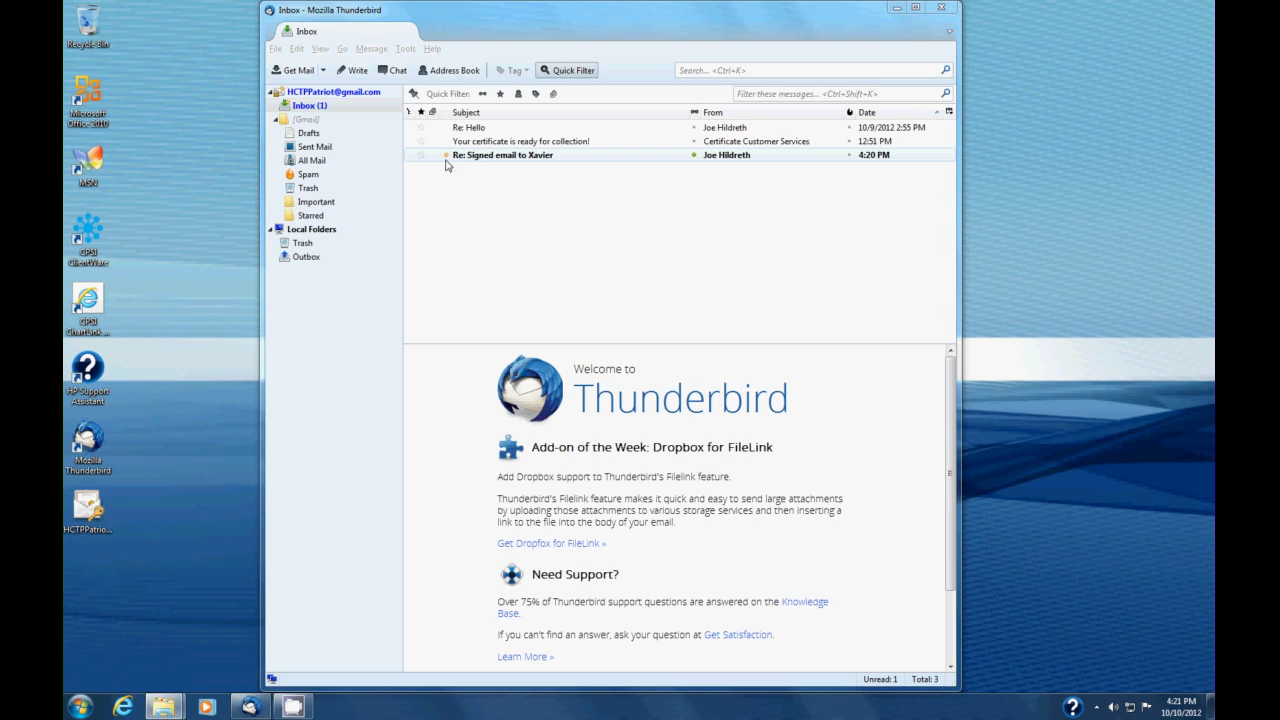 Recycle Bin
Microsoft
Office 2010
MSN
CPSI
ClientWare
CPSI
ChartLink ...
HP Support
Assistant
Mozilla
Thunderbird
HCTPPatrio...
Inbox - Mozilla Thunderbird
Inbox
File Edit View Go Message Tools Help
Get Mail Write Chat Address Book Tag Quick Filter Search... <Ctrl+K>
HCTPPatriot@gmail.com
Inbox (1)
[Gmail]
Drafts
Sent Mail
All Mail
Spam
Trash
Important
Starred
Local Folders
Trash
Outbox
Quick Filter: Filter these messages... <Ctrl+Shift+K>
Subject From Date
Re: Hello Joe Hildreth 10/9/2012 2:55 PM
Your certificate is ready for collection! Certificate Customer Services 12:51 PM
Re: Signed email to Xavier Joe Hildreth 4:20 PM
Welcome to
Thunderbird
Add-on of the Week: Dropbox for FileLink
Add Dropbox support to Thunderbird's Filelink feature.
Thunderbird's Filelink feature makes it quick and easy to send large attachments
by uploading those attachments to various storage services and then inserting a
link to the file into the body of your email.
Get Dropfox for FileLink »
Need Support?
Over 75% of Thunderbird support questions are answered on the Knowledge
Base.
If you can't find an answer, ask your question at Get Satisfaction.
Learn More »
Unread: 1 Total: 3
4:21 PM
10/10/2012